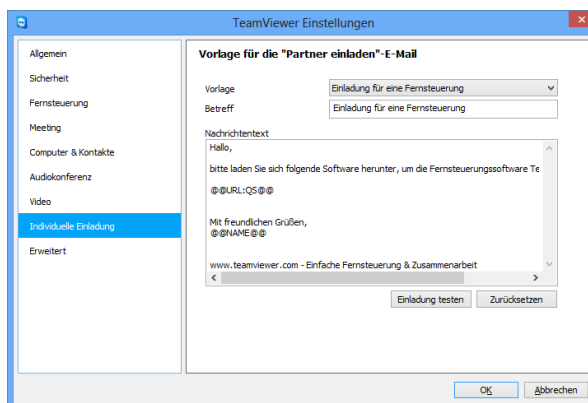 TeamViewer Einstellungen
Allgemein
Sicherheit
Fernsteuerung
Meeting
Computer & Kontakte
Audiokonferenz
Video
Individuelle Einladung
Erweitert
Vorlage für die "Partner einladen"-E-Mail
Vorlage
Einladung für eine Fernsteuerung
Betreff
Einladung für eine Fernsteuerung
Nachrichtentext
Hallo,
bitte laden Sie sich folgende Software herunter, um die Fernsteuerungssoftware Te
@@URL:QS@@
Mit freundlichen Grüßen,
@@NAME@@
www.teamviewer.com - Einfache Fernsteuerung & Zusammenarbeit
Einladung testen
Zurücksetzen
OK
Abbrechen